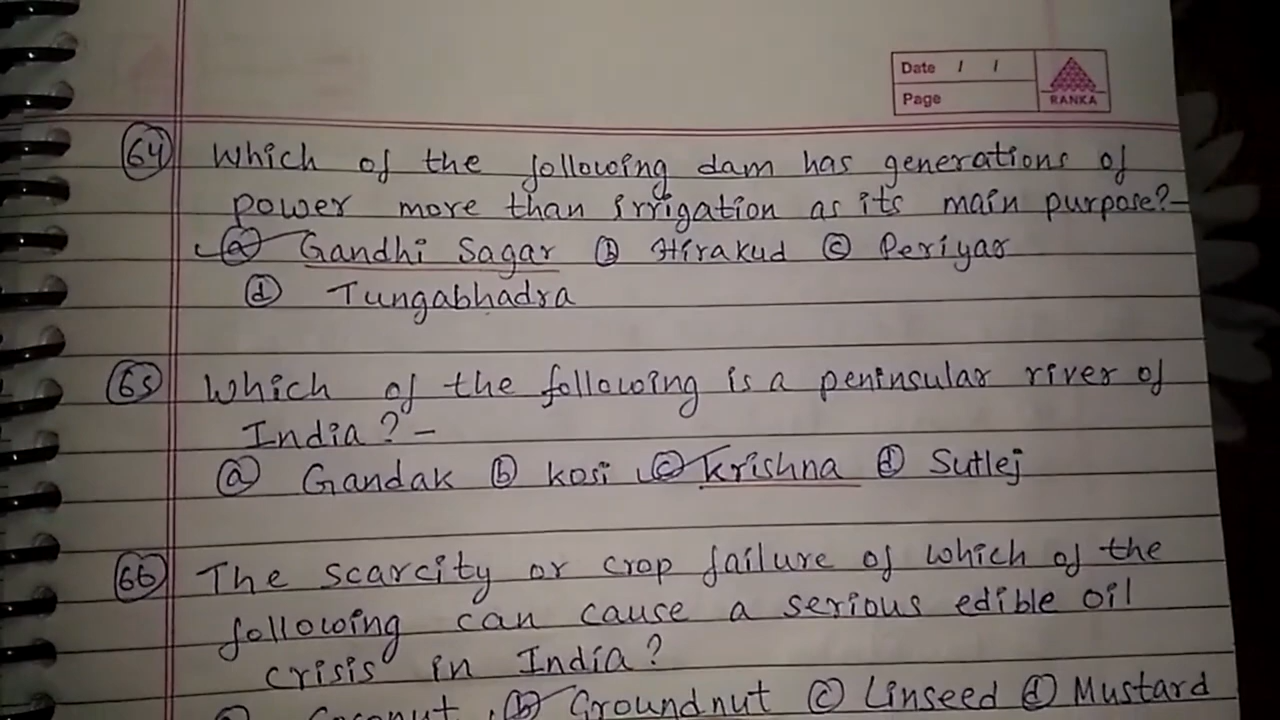 Date / /
Page
RANKA
64 Which of the following dam has generations of
power more than irrigation as its main purpose?-
a Gandhi Sagar b Hirakud c Periyar
d Tungabhadra
65 Which of the following is a peninsular river of
India?-
a Gandak b Kosi c Krishna d Sutlej
66 The scarcity or crop failure of which of the
following can cause a serious edible oil
crisis in India?
a Coconut b Groundnut c Linseed d Mustard